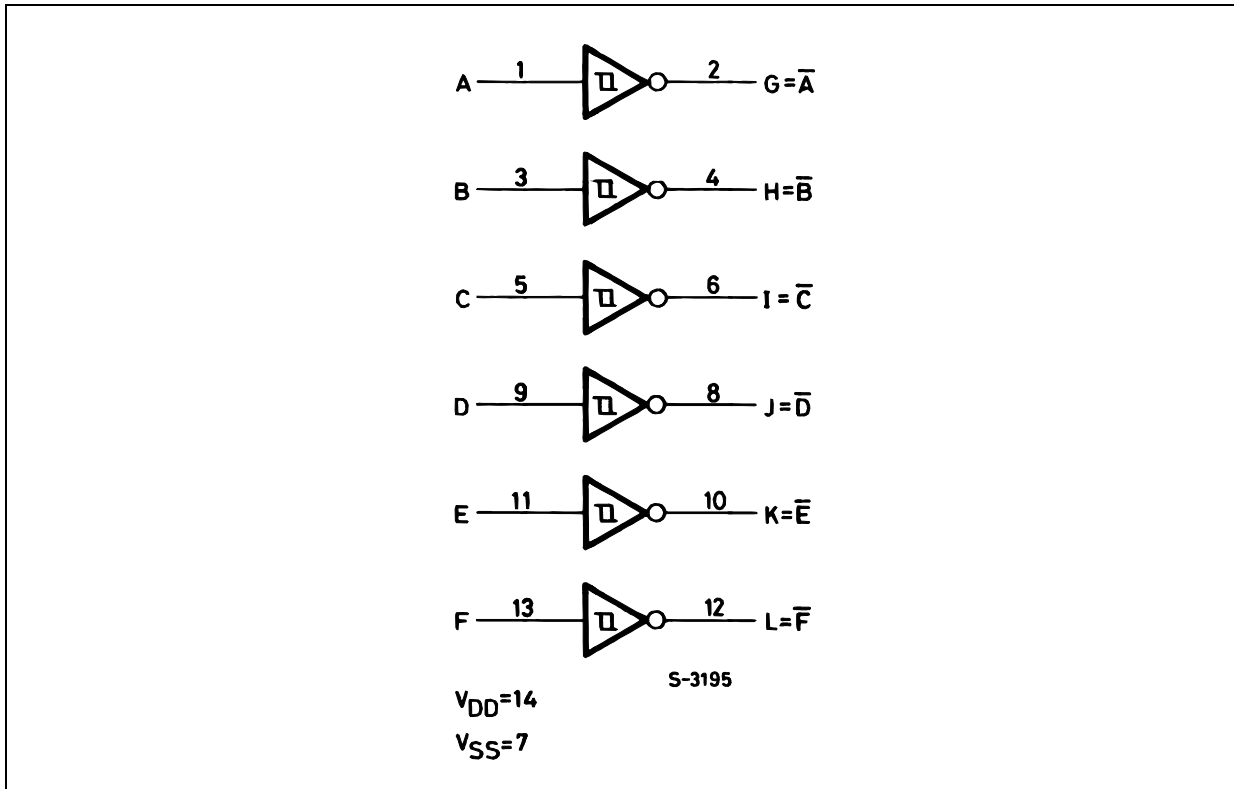 A 1 2 G=A̅
B 3 4 H=B̅
C 5 6 I=C̅
D 9 8 J=D̅
E 11 10 K=E̅
F 13 12 L=F̅
S-3195
VDD=14
VSS=7